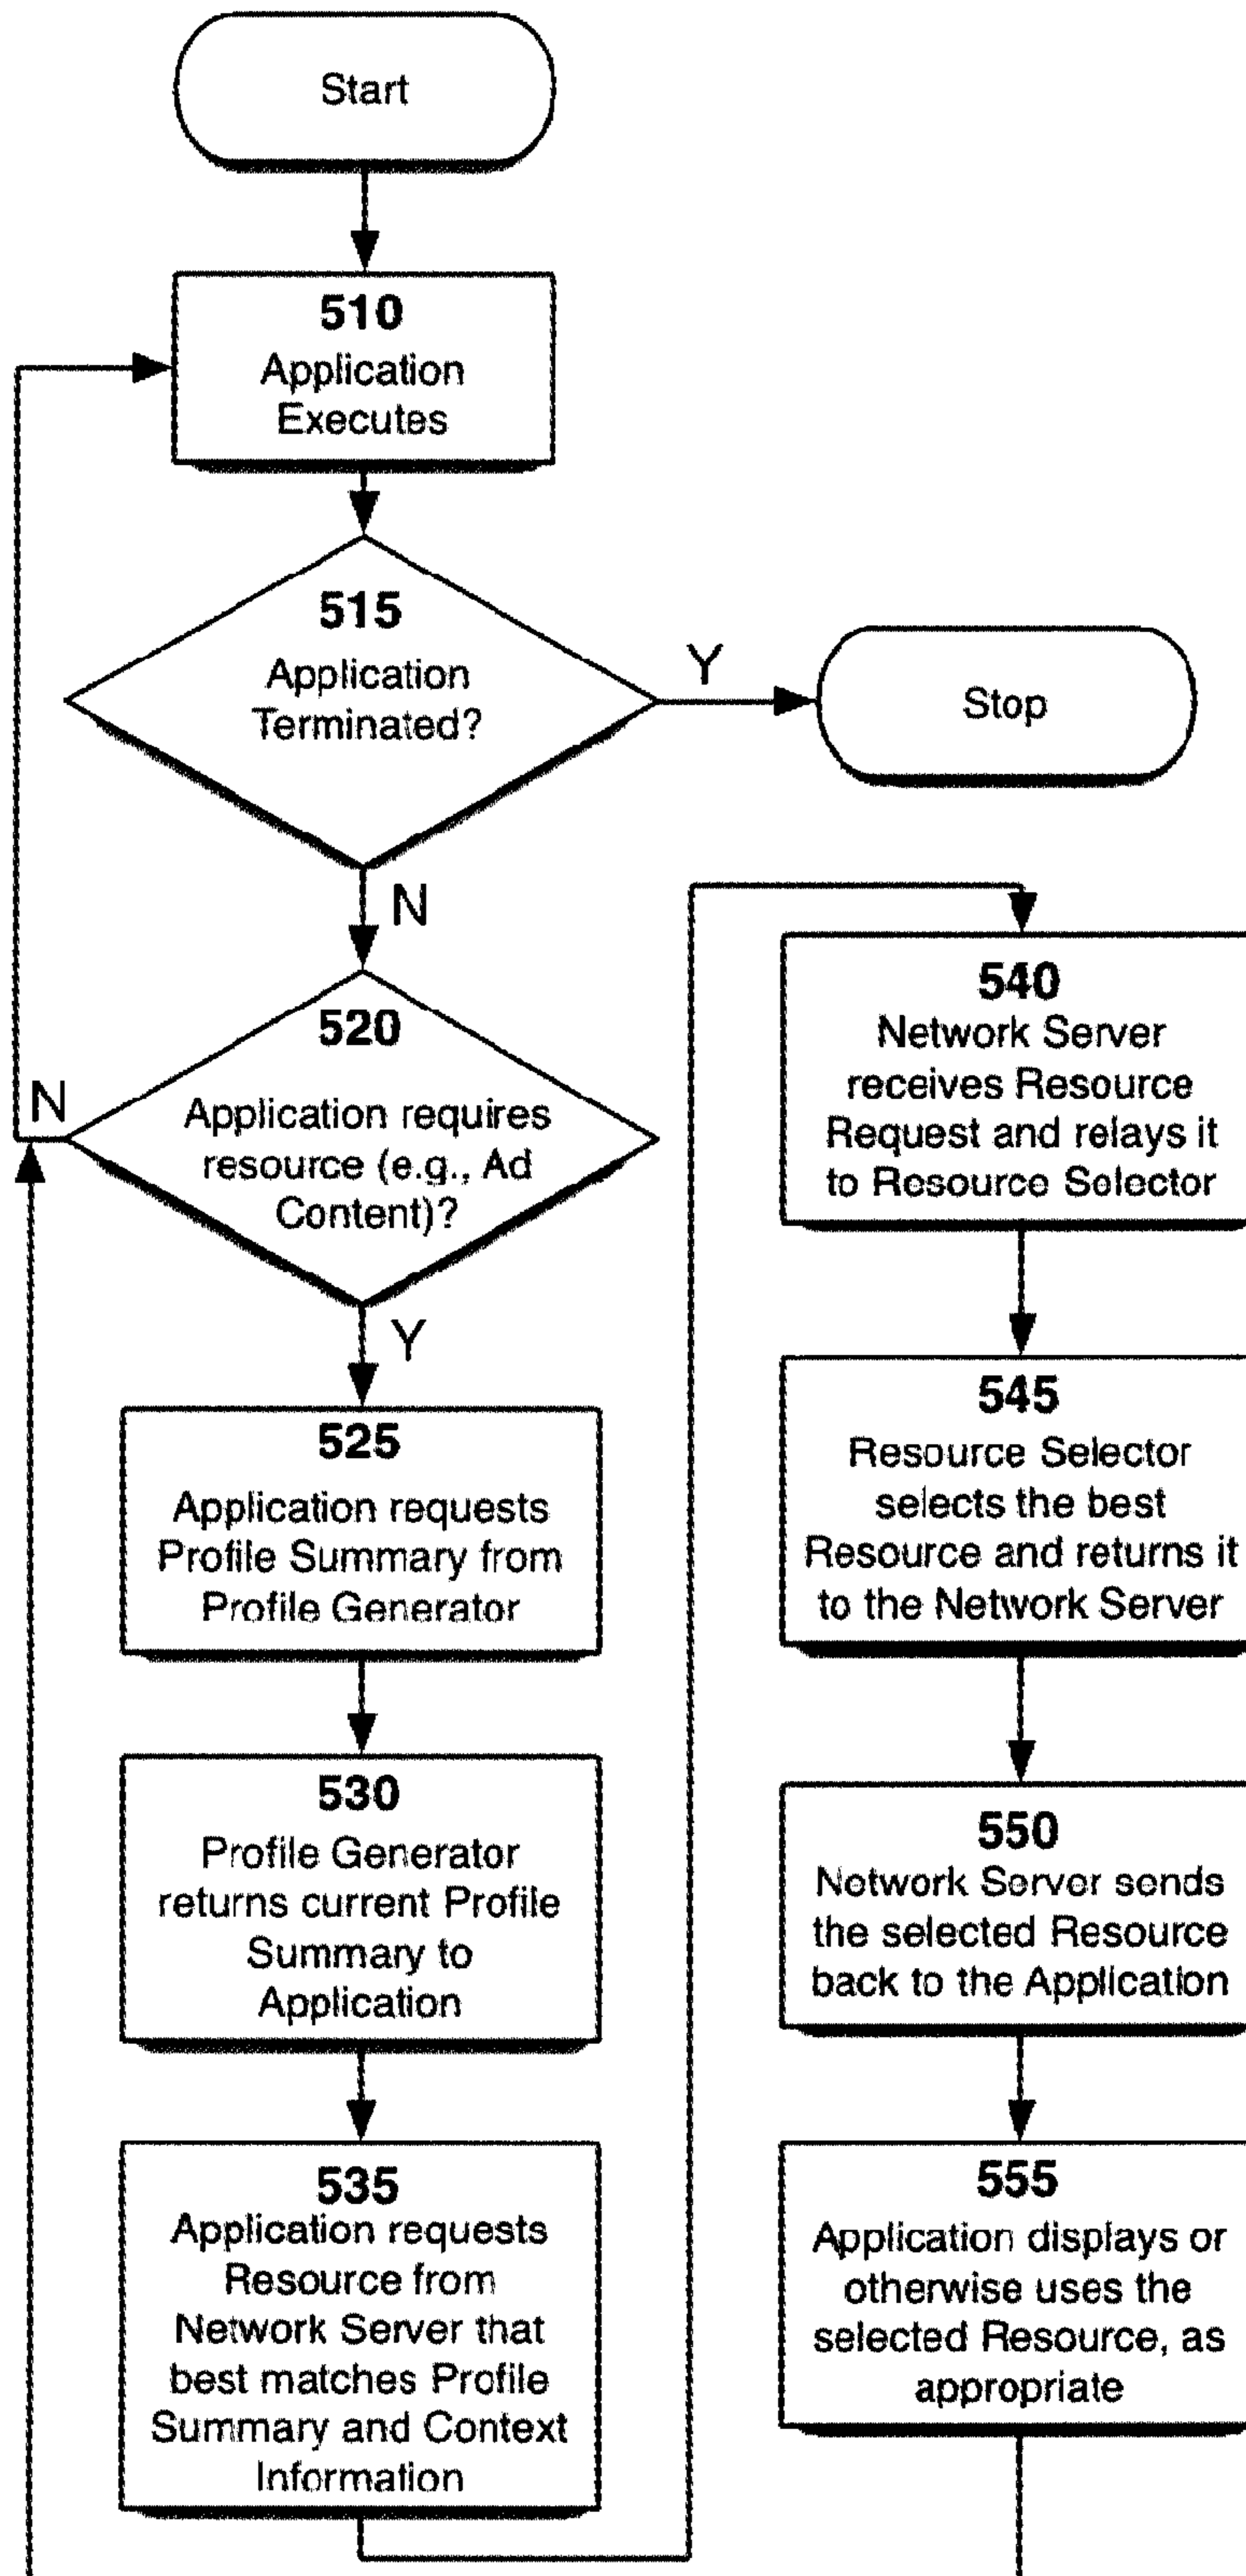 Start
510
Application
Executes
515
Application
Terminated?
Y
Stop
N
520
Application requires
resource (e.g., Ad
Content)?
N
Y
525
Application requests
Profile Summary from
Profile Generator
530
Profile Generator
returns current Profile
Summary to
Application
535
Application requests
Resource from
Network Server that
best matches Profile
Summary and Context
Information
540
Network Server
receives Resource
Request and relays it
to Resource Selector
545
Resource Selector
selects the best
Resource and returns it
to the Network Server
550
Network Server sends
the selected Resource
back to the Application
555
Application displays or
otherwise uses the
selected Resource, as
appropriate